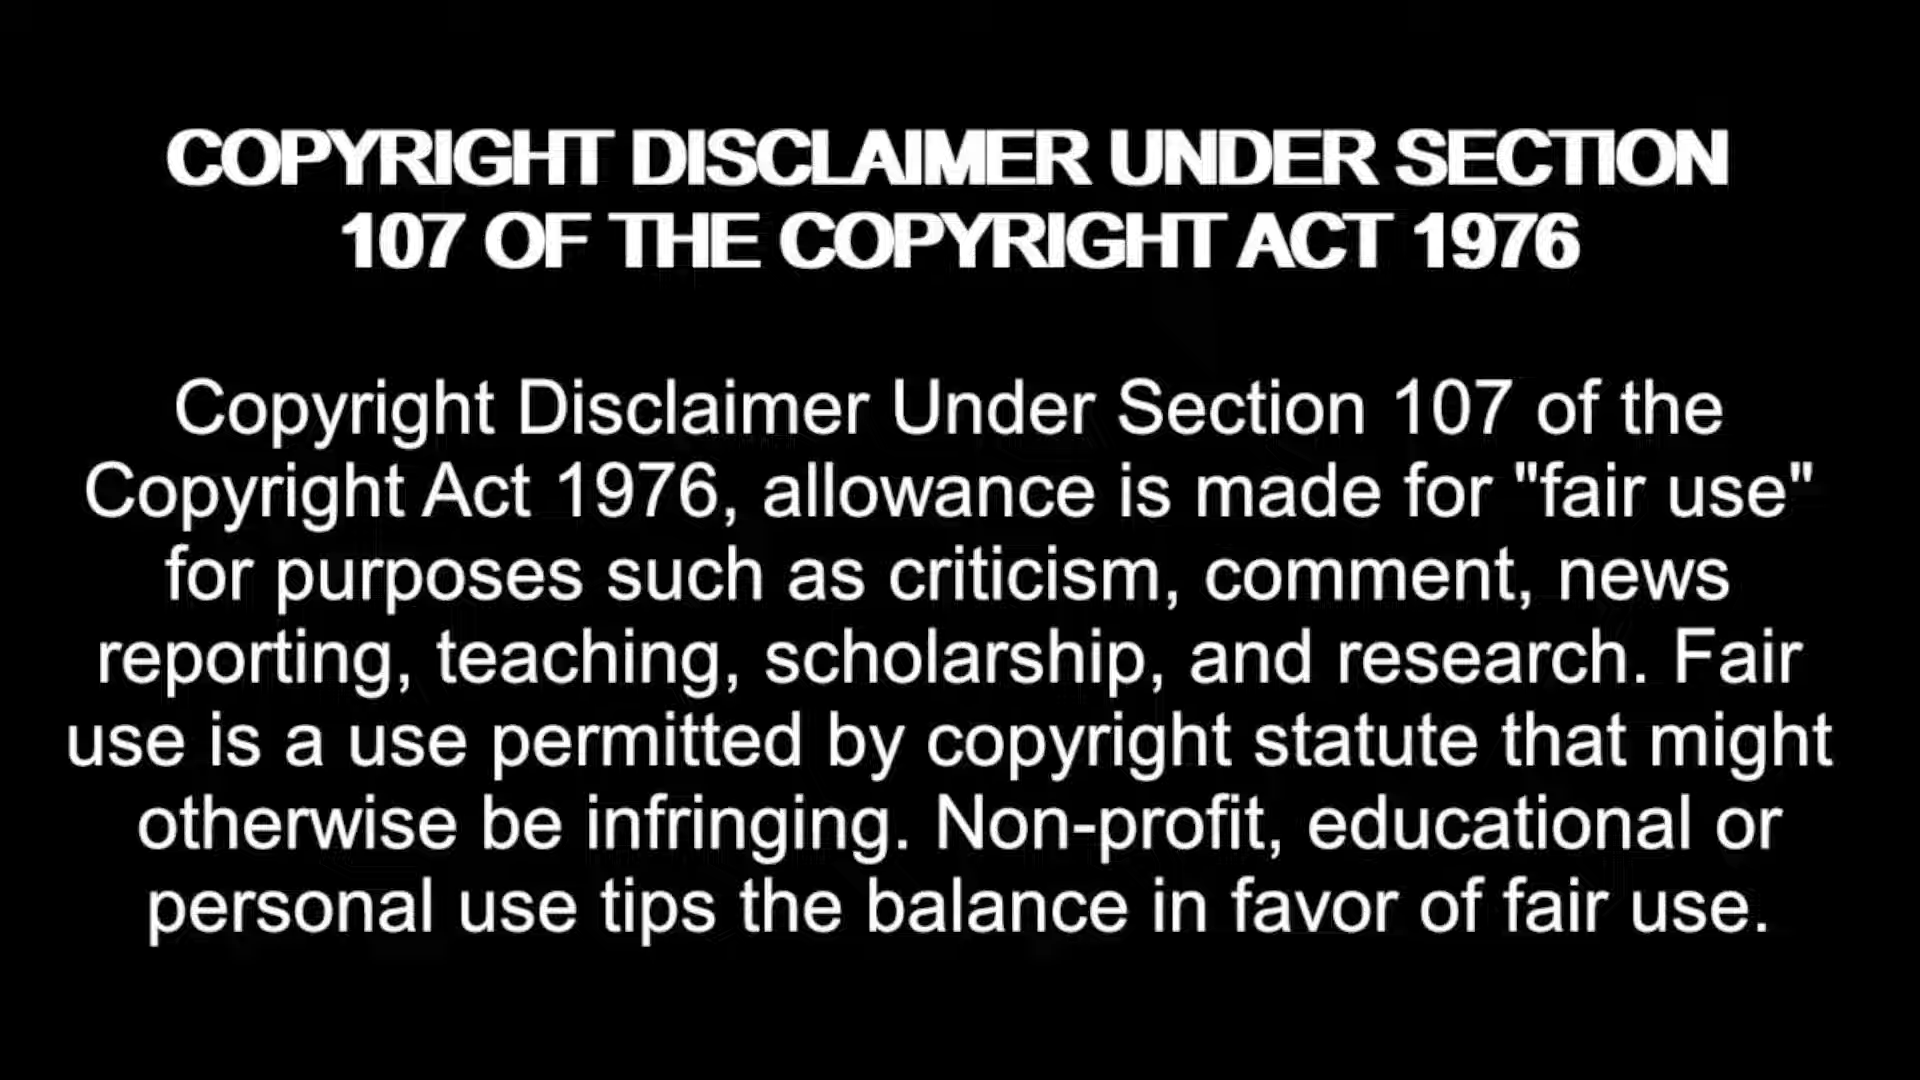 COPYRIGHT DISCLAIMER UNDER SECTION
107 OF THE COPYRIGHT ACT 1976
Copyright Disclaimer Under Section 107 of the
Copyright Act 1976, allowance is made for "fair use"
for purposes such as criticism, comment, news
reporting, teaching, scholarship, and research. Fair
use is a use permitted by copyright statute that might
otherwise be infringing. Non-profit, educational or
personal use tips the balance in favor of fair use.